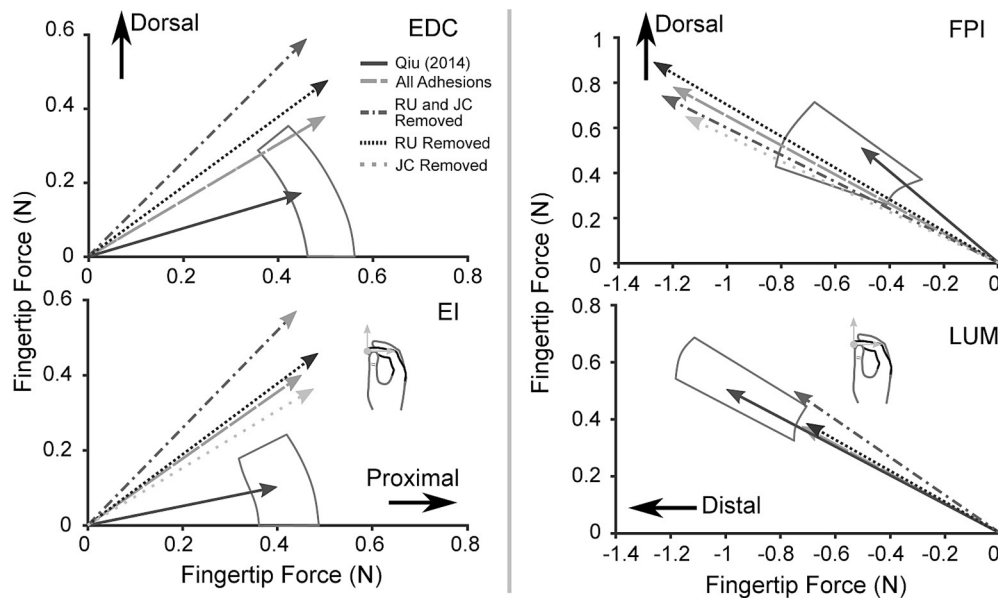 Dorsal
EDC
Qiu (2014)
All Adhesions
RU and JC
Removed
RU Removed
JC Removed
0.6
0.4
0.2
0
0 0.2 0.4 0.6 0.8
Fingertip Force (N)
EI
Proximal
0.6
0.4
0.2
0
0 0.2 0.4 0.6 0.8
Fingertip Force (N)
Fingertip Force (N)
Dorsal
FPI
1
0.8
0.6
0.4
0.2
0
-1.4 -1.2 -1 -0.8 -0.6 -0.4 -0.2 0
Fingertip Force (N)
LUM
Distal
0.8
0.6
0.4
0.2
0
-1.4 -1.2 -1 -0.8 -0.6 -0.4 -0.2 0
Fingertip Force (N)